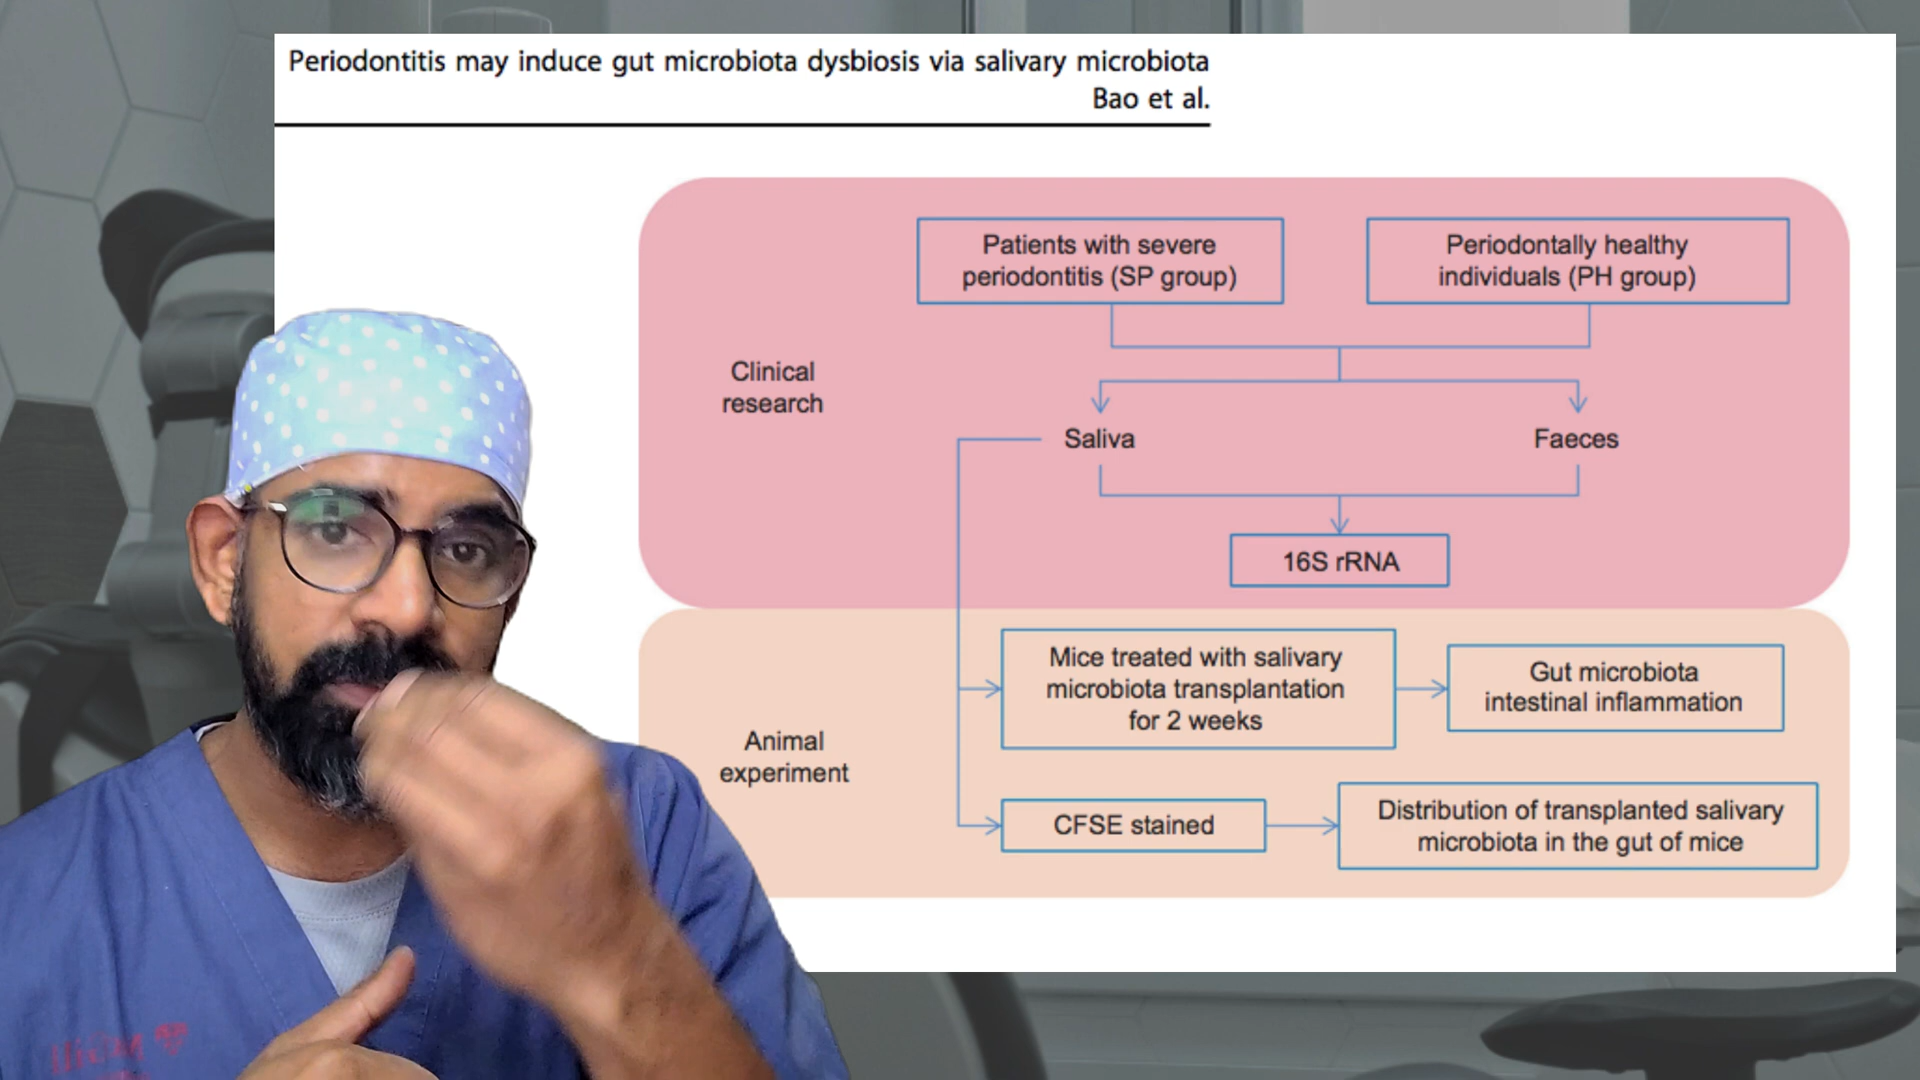 Periodontitis may induce gut microbiota dysbiosis via salivary microbiota
Bao et al.
Patients with severe
periodontitis (SP group)
Periodontally healthy
individuals (PH group)
Clinical
research
Saliva
Faeces
16S rRNA
Mice treated with salivary
microbiota transplantation
for 2 weeks
Gut microbiota
intestinal inflammation
Animal
experiment
CFSE stained
Distribution of transplanted salivary
microbiota in the gut of mice